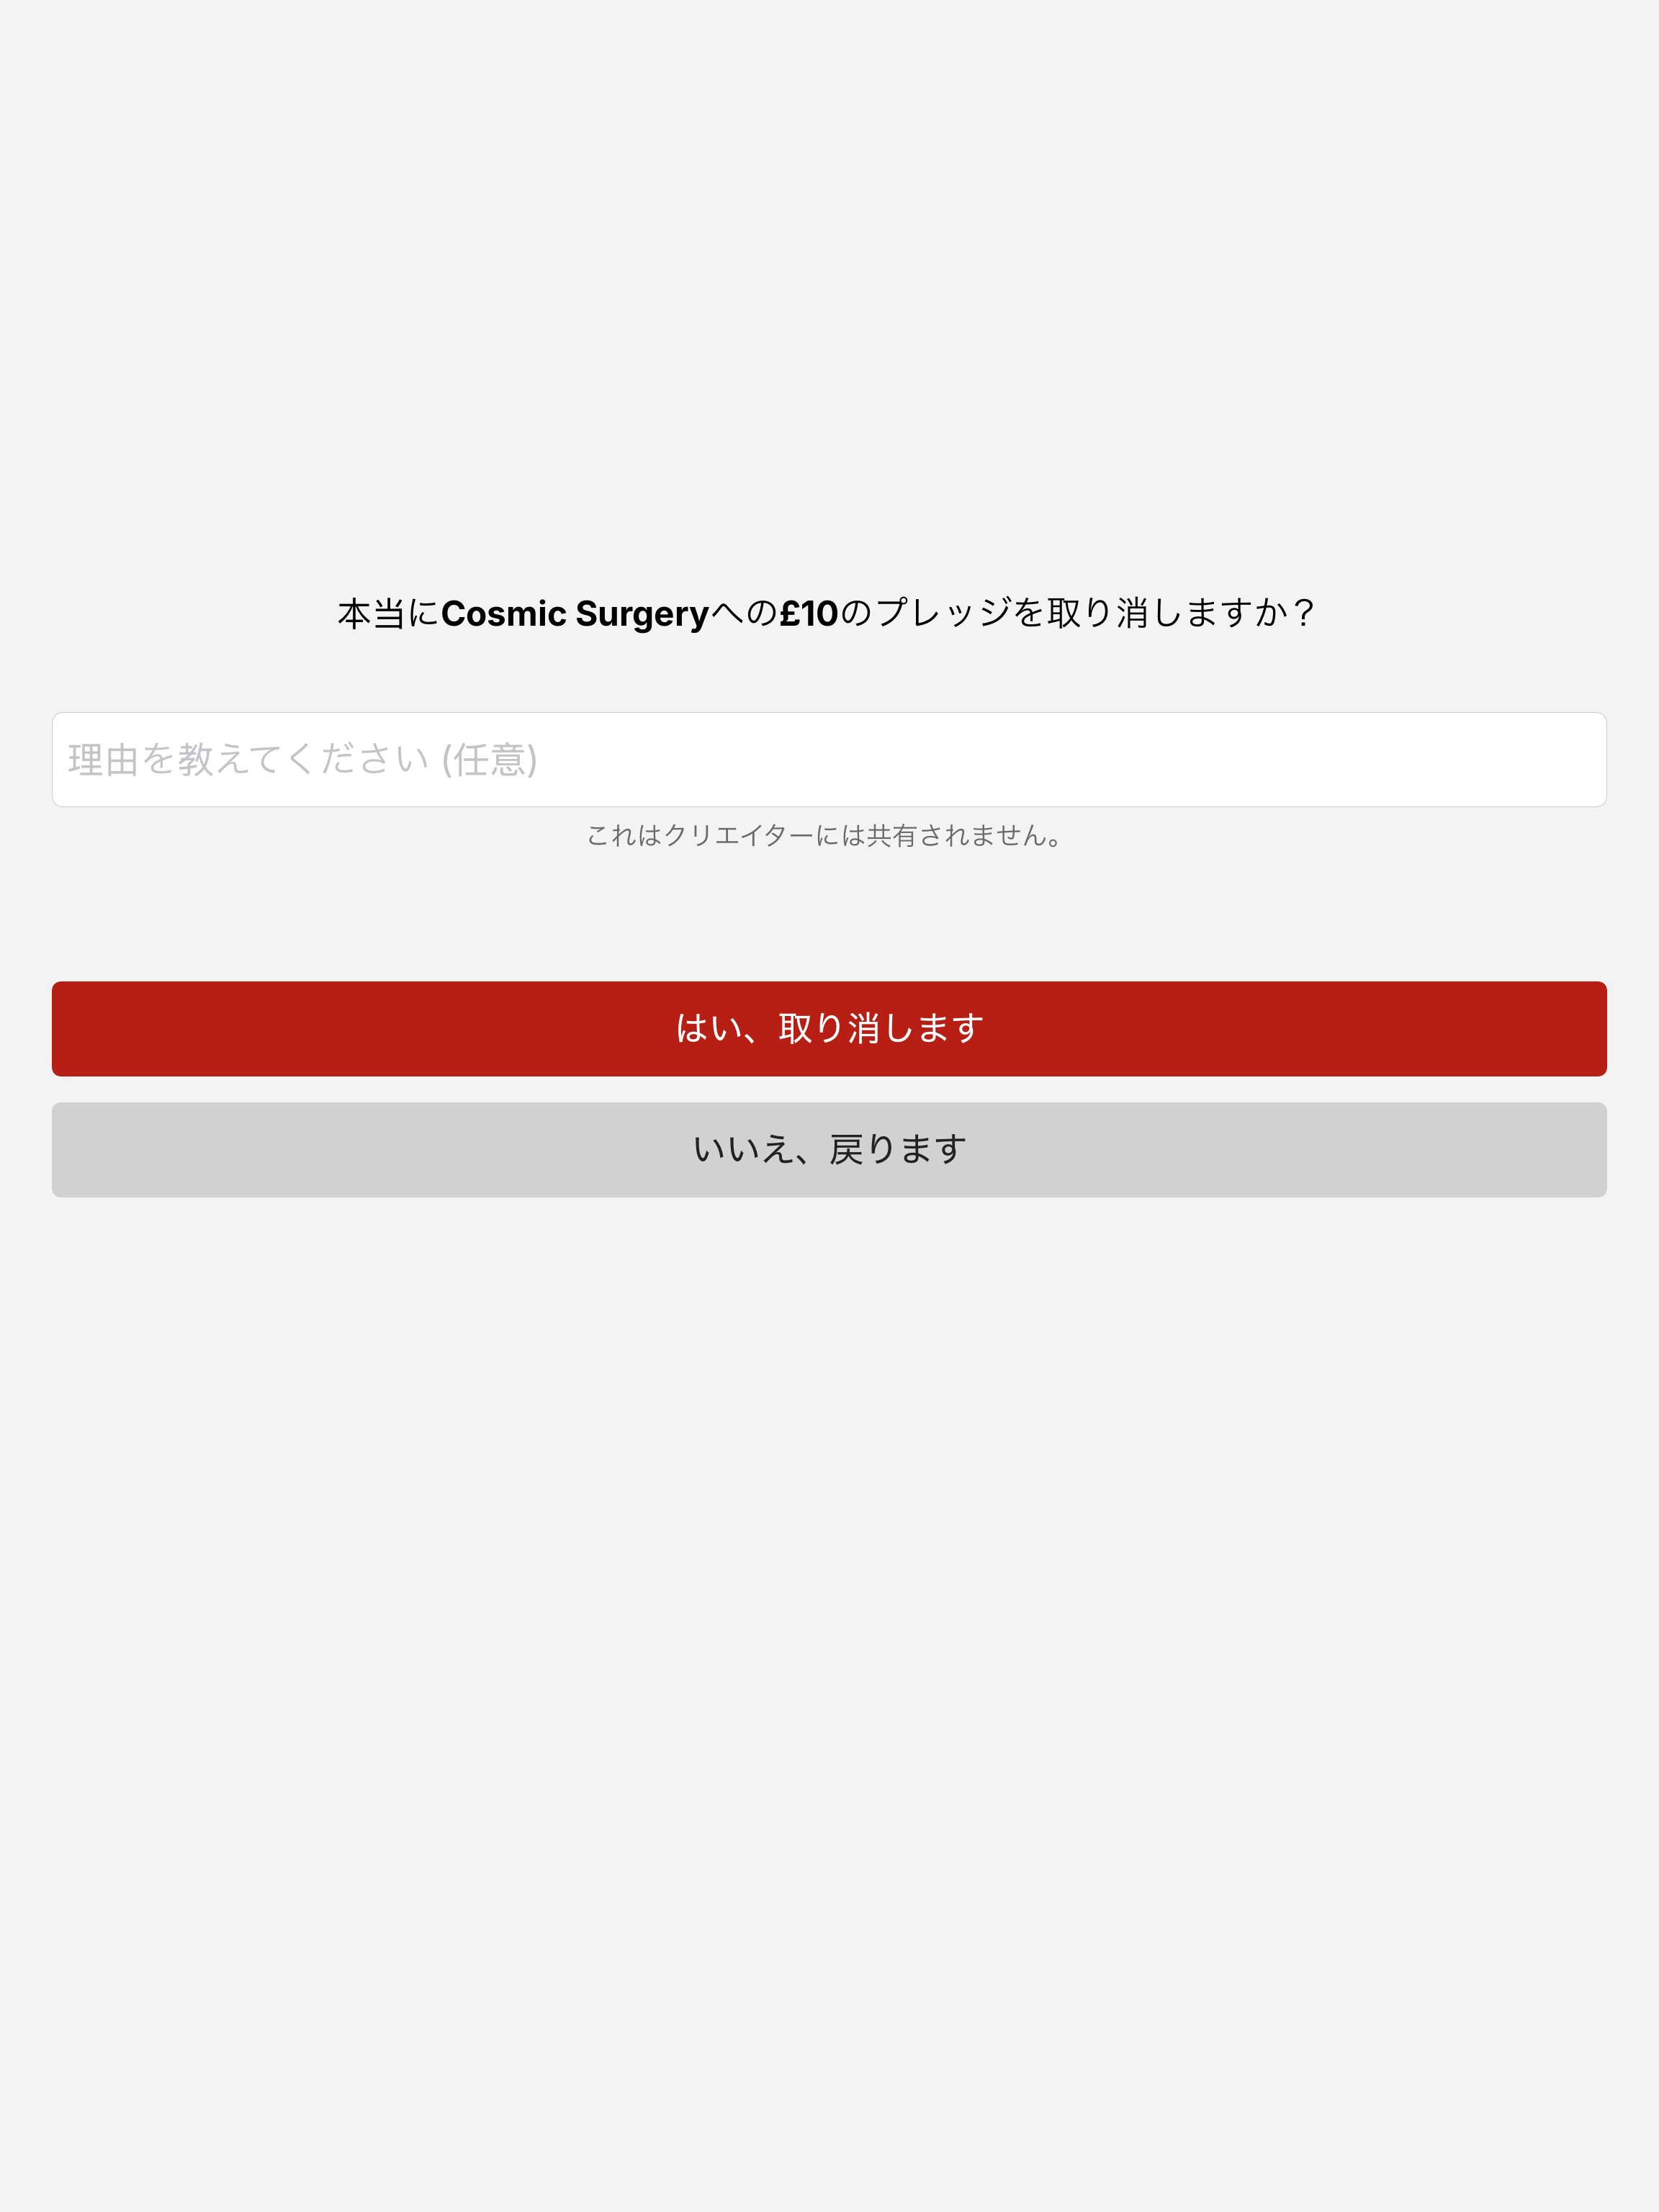 本当にCosmic Surgeryへの£10のプレッジを取り消しますか？
理由を教えてください (任意)
これはクリエイターには共有されません。
はい、取り消します
いいえ、戻ります